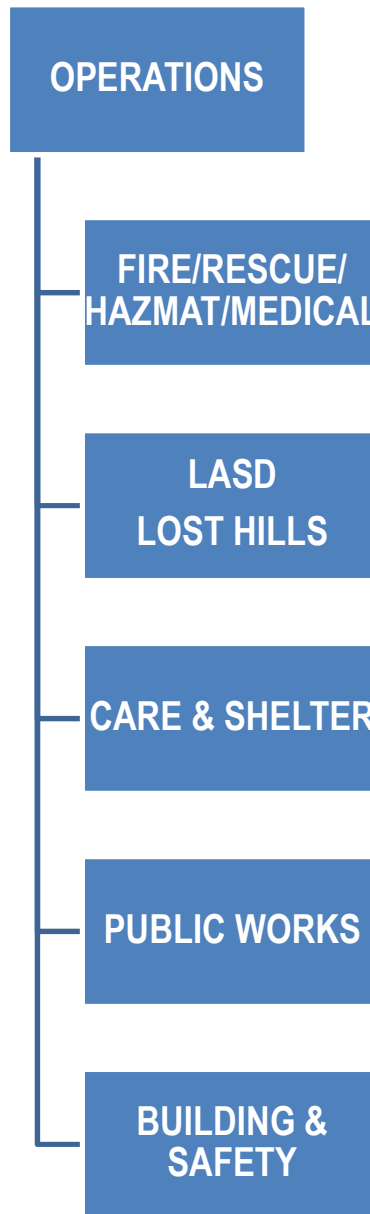 OPERATIONS
FIRE/RESCUE/
HAZMAT/MEDICAL
LASD
LOST HILLS
CARE & SHELTER
PUBLIC WORKS
BUILDING &
SAFETY